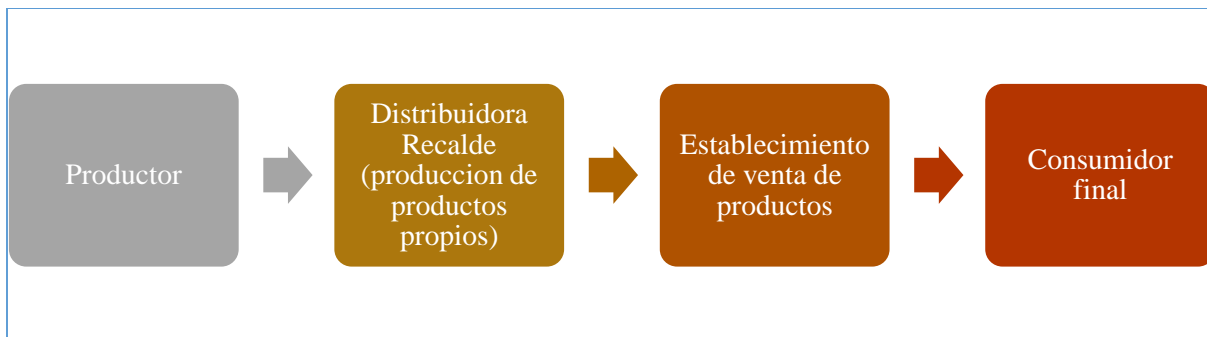 Productor
Distribuidora
Recalde
(produccion de
productos
propios)
Establecimiento
de venta de
productos
Consumidor
final